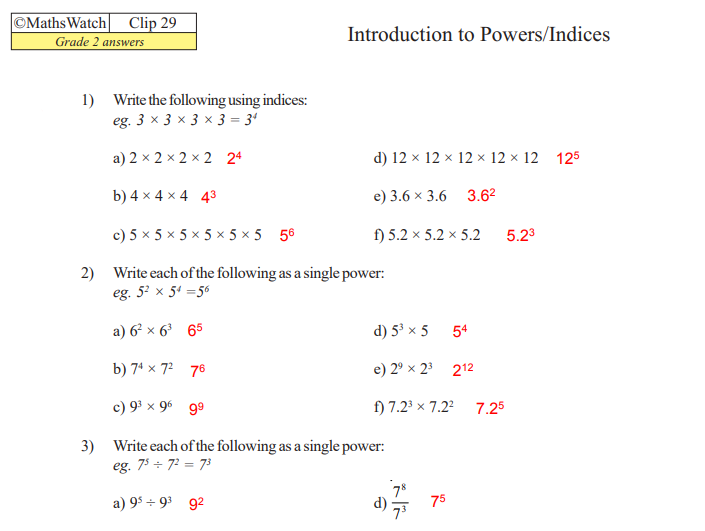 ©MathsWatch Clip 29
Grade 2 answers
Introduction to Powers/Indices
1) Write the following using indices:
eg. 3 × 3 × 3 × 3 = 3⁴
a) 2 × 2 × 2 × 2 2⁴ d) 12 × 12 × 12 × 12 × 12 12⁵
b) 4 × 4 × 4 4³ e) 3.6 × 3.6 3.6²
c) 5 × 5 × 5 × 5 × 5 × 5 5⁶ f) 5.2 × 5.2 × 5.2 5.2³
2) Write each of the following as a single power:
eg. 5² × 5⁴ =5⁶
a) 6² × 6³ 6⁵ d) 5³ × 5 5⁴
b) 7⁴ × 7² 7⁶ e) 2⁹ × 2³ 2¹²
c) 9³ × 9⁶ 9⁹ f) 7.2³ × 7.2² 7.2⁵
3) Write each of the following as a single power:
eg. 7⁵ ÷ 7² = 7³
a) 9⁵ ÷ 9³ 9² d) 7⁸/7³ 7⁵